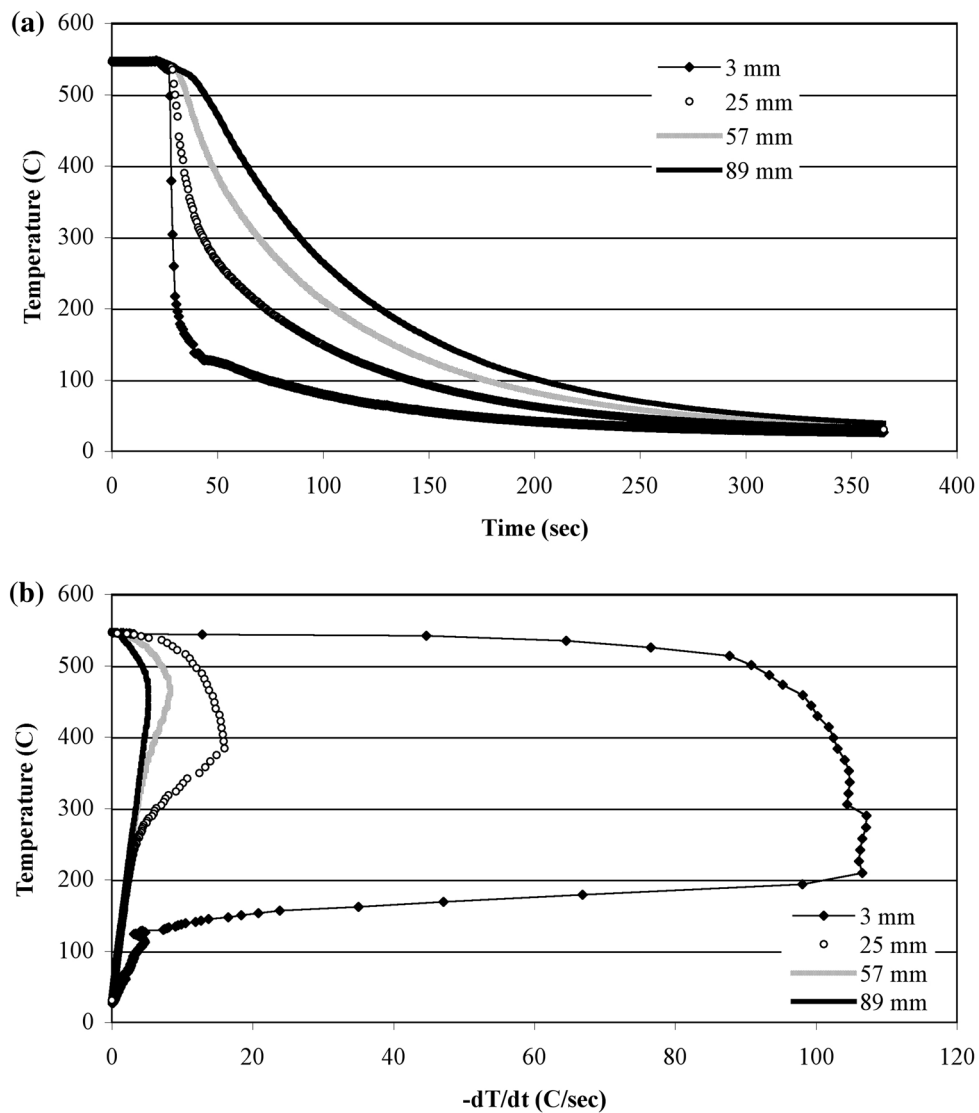 (a)
600
500
400
300
200
100
0
Temperature (C)
3 mm
25 mm
57 mm
89 mm
0 50 100 150 200 250 300 350 400
Time (sec)
(b)
600
500
400
300
200
100
0
Temperature (C)
3 mm
25 mm
57 mm
89 mm
0 20 40 60 80 100 120
-dT/dt (C/sec)